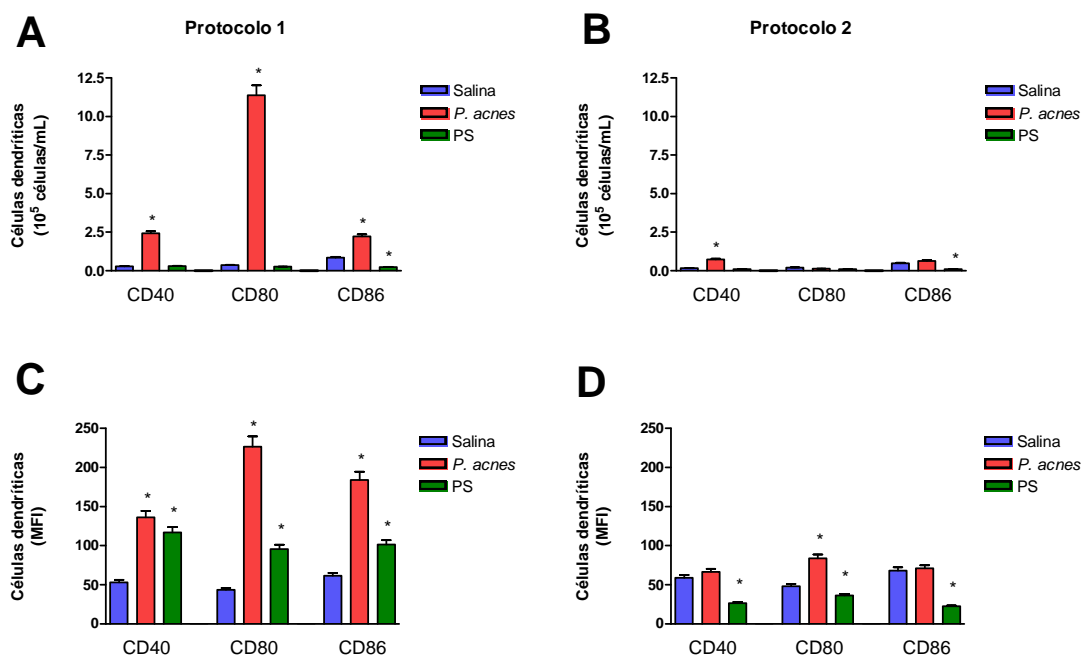 A
Protocolo 1
Células dendríticas
(10⁵ células/mL)
12.5
10.0
7.5
5.0
2.5
0.0
*
*
*
*
CD40
CD80
CD86
Salina
P. acnes
PS
B
Protocolo 2
Células dendríticas
(10⁵ células/mL)
12.5
10.0
7.5
5.0
2.5
0.0
*
*
CD40
CD80
CD86
Salina
P. acnes
PS
C
Células dendríticas
(MFI)
250
200
150
100
50
0
*
*
*
*
*
*
CD40
CD80
CD86
Salina
P. acnes
PS
D
Células dendríticas
(MFI)
250
200
150
100
50
0
*
*
*
*
CD40
CD80
CD86
Salina
P. acnes
PS